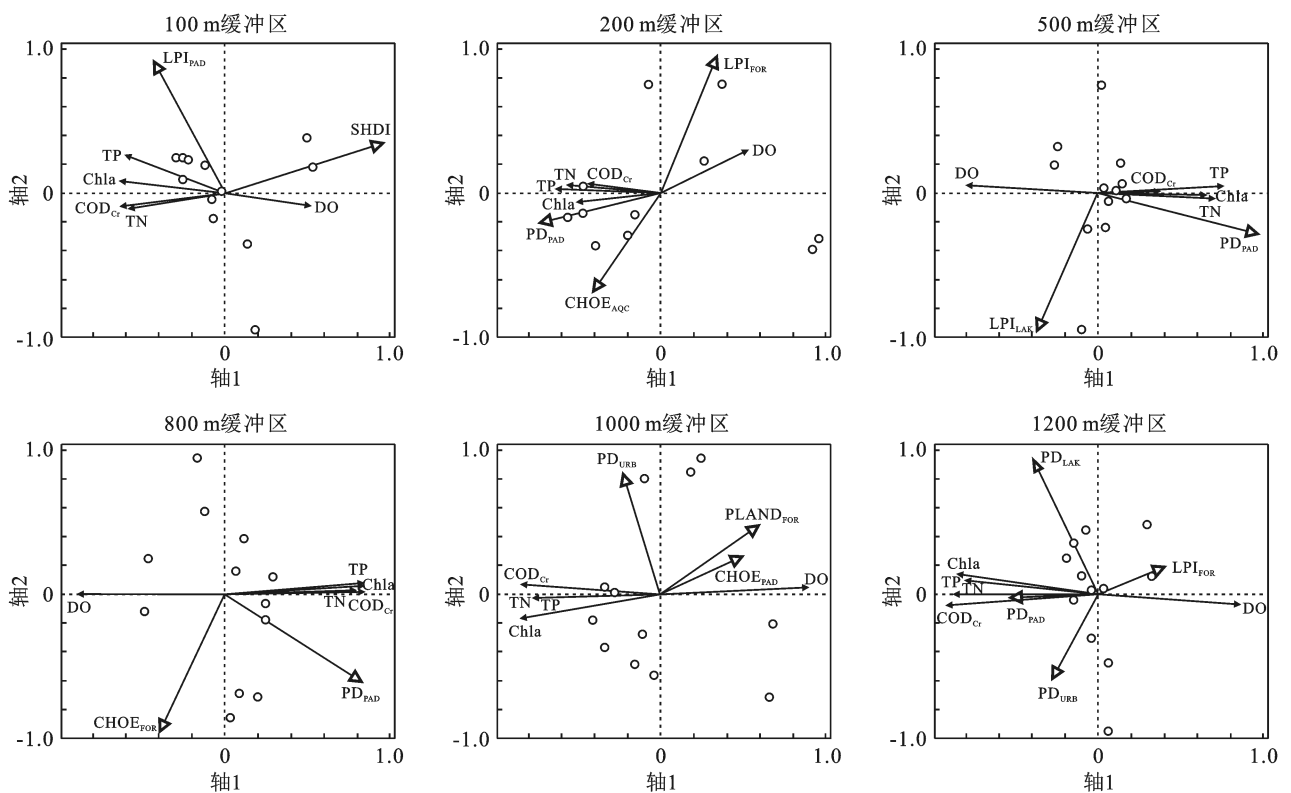 100 m缓冲区
1.0
LPIPAD
SHDI
TP
Chla
CODCr
TN
DO
轴2
0
-1.0
0
1.0
轴1
200 m缓冲区
1.0
LPIFOR
DO
TN
CODCr
TP
Chla
PDPAD
CHOEAQC
轴2
0
-1.0
0
1.0
轴1
500 m缓冲区
1.0
DO
CODCr
TP
Chla
TN
PDPAD
LPILAK
轴2
0
-1.0
0
1.0
轴1
800 m缓冲区
1.0
TP
Chla
TN
CODCr
DO
PDPAD
CHOEFOR
轴2
0
-1.0
0
1.0
轴1
1000 m缓冲区
1.0
PDURB
PLANDFOR
CHOEPAD
CODCr
DO
TN
TP
Chla
轴2
0
-1.0
0
1.0
轴1
1200 m缓冲区
1.0
PDLAK
Chla
LPIFOR
TP
TN
CODCr
PDPAD
DO
PDURB
轴2
0
-1.0
0
1.0
轴1